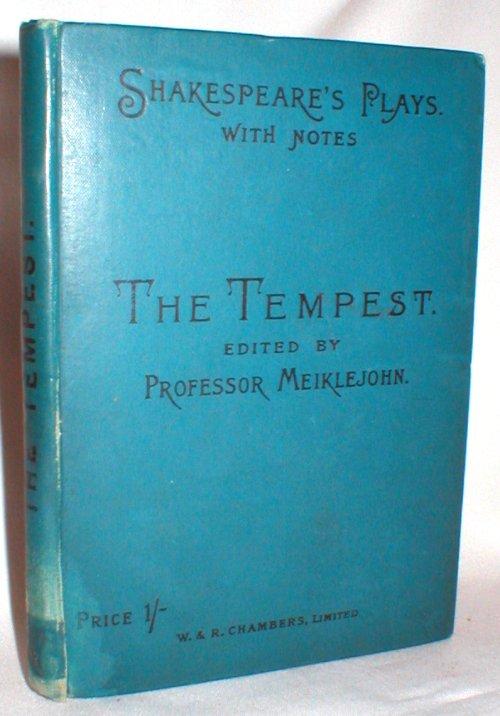 SHAKESPEARE'S PLAYS.
WITH NOTES
THE TEMPEST.
EDITED BY
PROFESSOR MEIKLEJOHN.
PRICE 1/-
W. & R. CHAMBERS, LIMITED
THE TEMPEST.